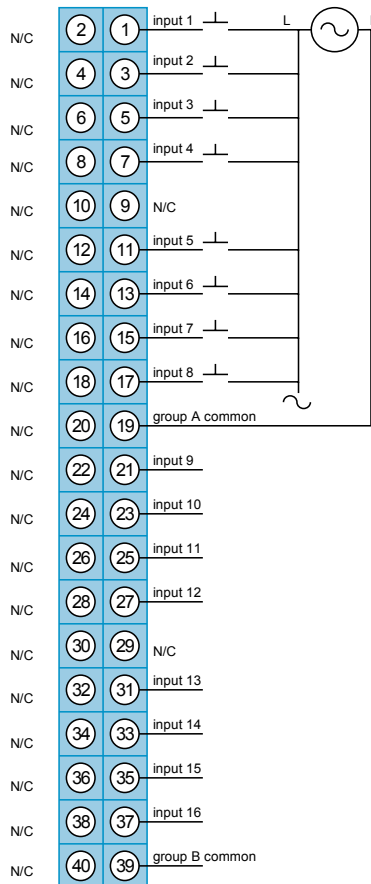 N/C 2 1 input 1 L
N/C 4 3 input 2
N/C 6 5 input 3
N/C 8 7 input 4
N/C 10 9 N/C
N/C 12 11 input 5
N/C 14 13 input 6
N/C 16 15 input 7
N/C 18 17 input 8
N/C 20 19 group A common
N/C 22 21 input 9
N/C 24 23 input 10
N/C 26 25 input 11
N/C 28 27 input 12
N/C 30 29 N/C
N/C 32 31 input 13
N/C 34 33 input 14
N/C 36 35 input 15
N/C 38 37 input 16
N/C 40 39 group B common